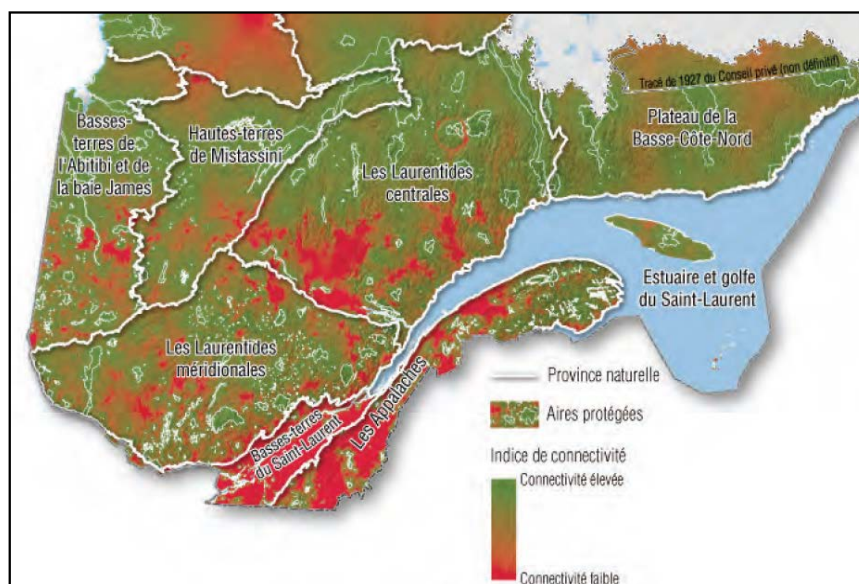 Tracé de 1927 du Conseil privé (non définitif)
Plateau de la
Basse-Côte-Nord
Basses-
terres de
l'Abitibi et de
la baie James
Hautes-terres
de Mistassini
Les Laurentides
centrales
Estuaire et golfe
du Saint-Laurent
Les Laurentides
méridionales
Basses-terres
du Saint-Laurent
Les Appalaches
Province naturelle
Aires protégées
Indice de connectivité
Connectivité élevée
Connectivité faible